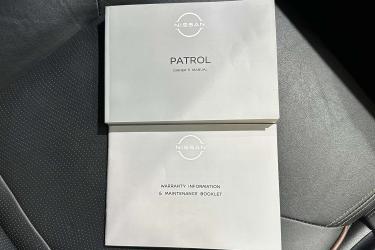 NISSAN
PATROL
OWNER'S MANUAL
NISSAN
WARRANTY INFORMATION
& MAINTENANCE BOOKLET